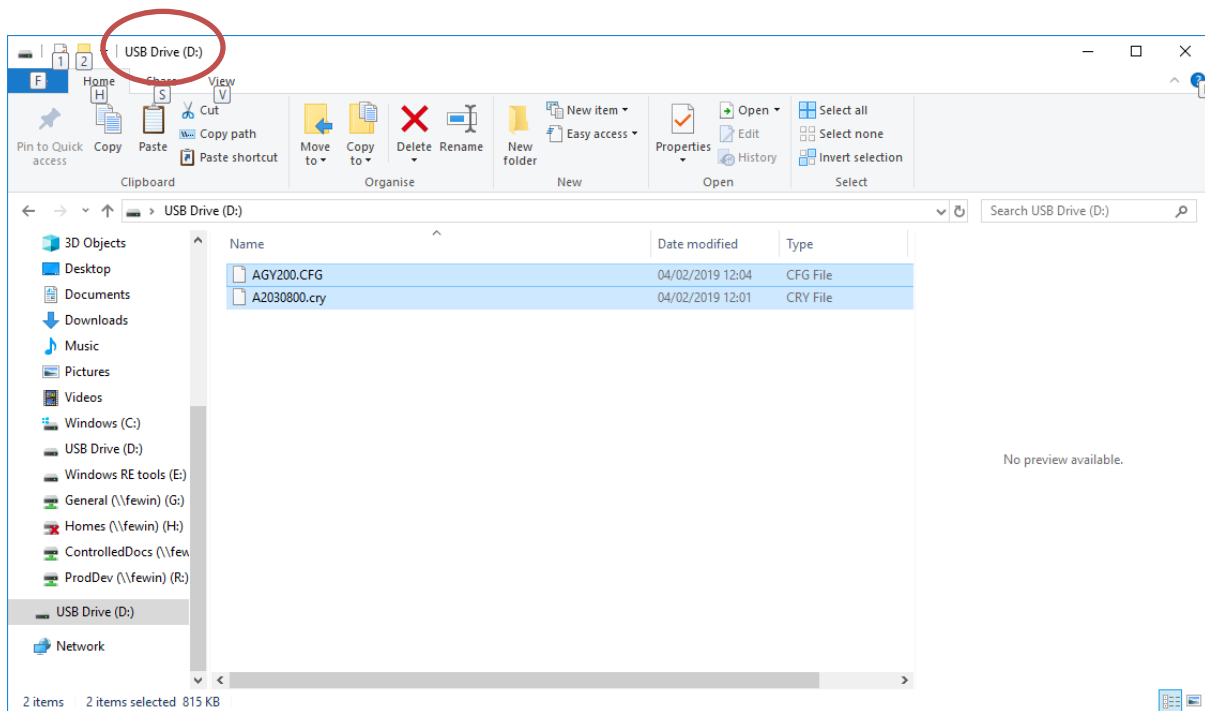 USB Drive (D:)
1 2
F Home Share View
H S V
Pin to Quick access
Copy
Paste
Cut
Copy path
Paste shortcut
Move to
Copy to
Delete
Rename
New folder
New item
Easy access
Properties
Open
Edit
History
Select all
Select none
Invert selection
Clipboard Organise New Open Select
USB Drive (D:) Search USB Drive (D:)
Name Date modified Type
AGY200.CFG 04/02/2019 12:04 CFG File
A2030800.cry 04/02/2019 12:01 CRY File
3D Objects
Desktop
Documents
Downloads
Music
Pictures
Videos
Windows (C:)
USB Drive (D:)
Windows RE tools (E:)
General (\\fewin) (G:)
Homes (\\fewin) (H:)
ControlledDocs (\\few
ProdDev (\\fewin) (R:)
USB Drive (D:)
Network
No preview available.
2 items 2 items selected 815 KB